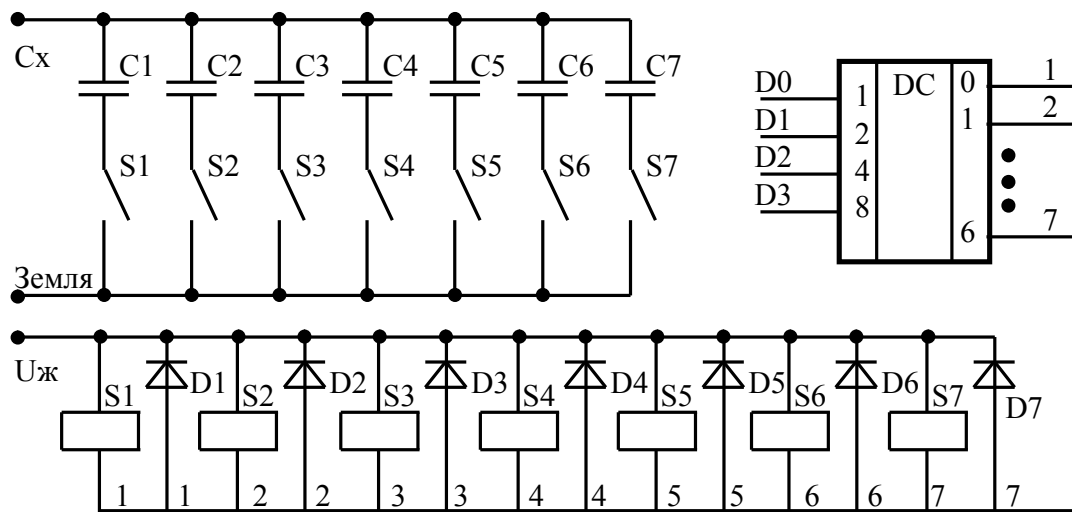 Cx
C1 C2 C3 C4 C5 C6 C7
S1 S2 S3 S4 S5 S6 S7
Земля
D0
D1
D2
D3
1
2
4
8
DC
0
1
6
1
2
7
Uж
S1 D1 S2 D2 S3 D3 S4 D4 S5 D5 S6 D6 S7 D7
1 1 2 2 3 3 4 4 5 5 6 6 7 7